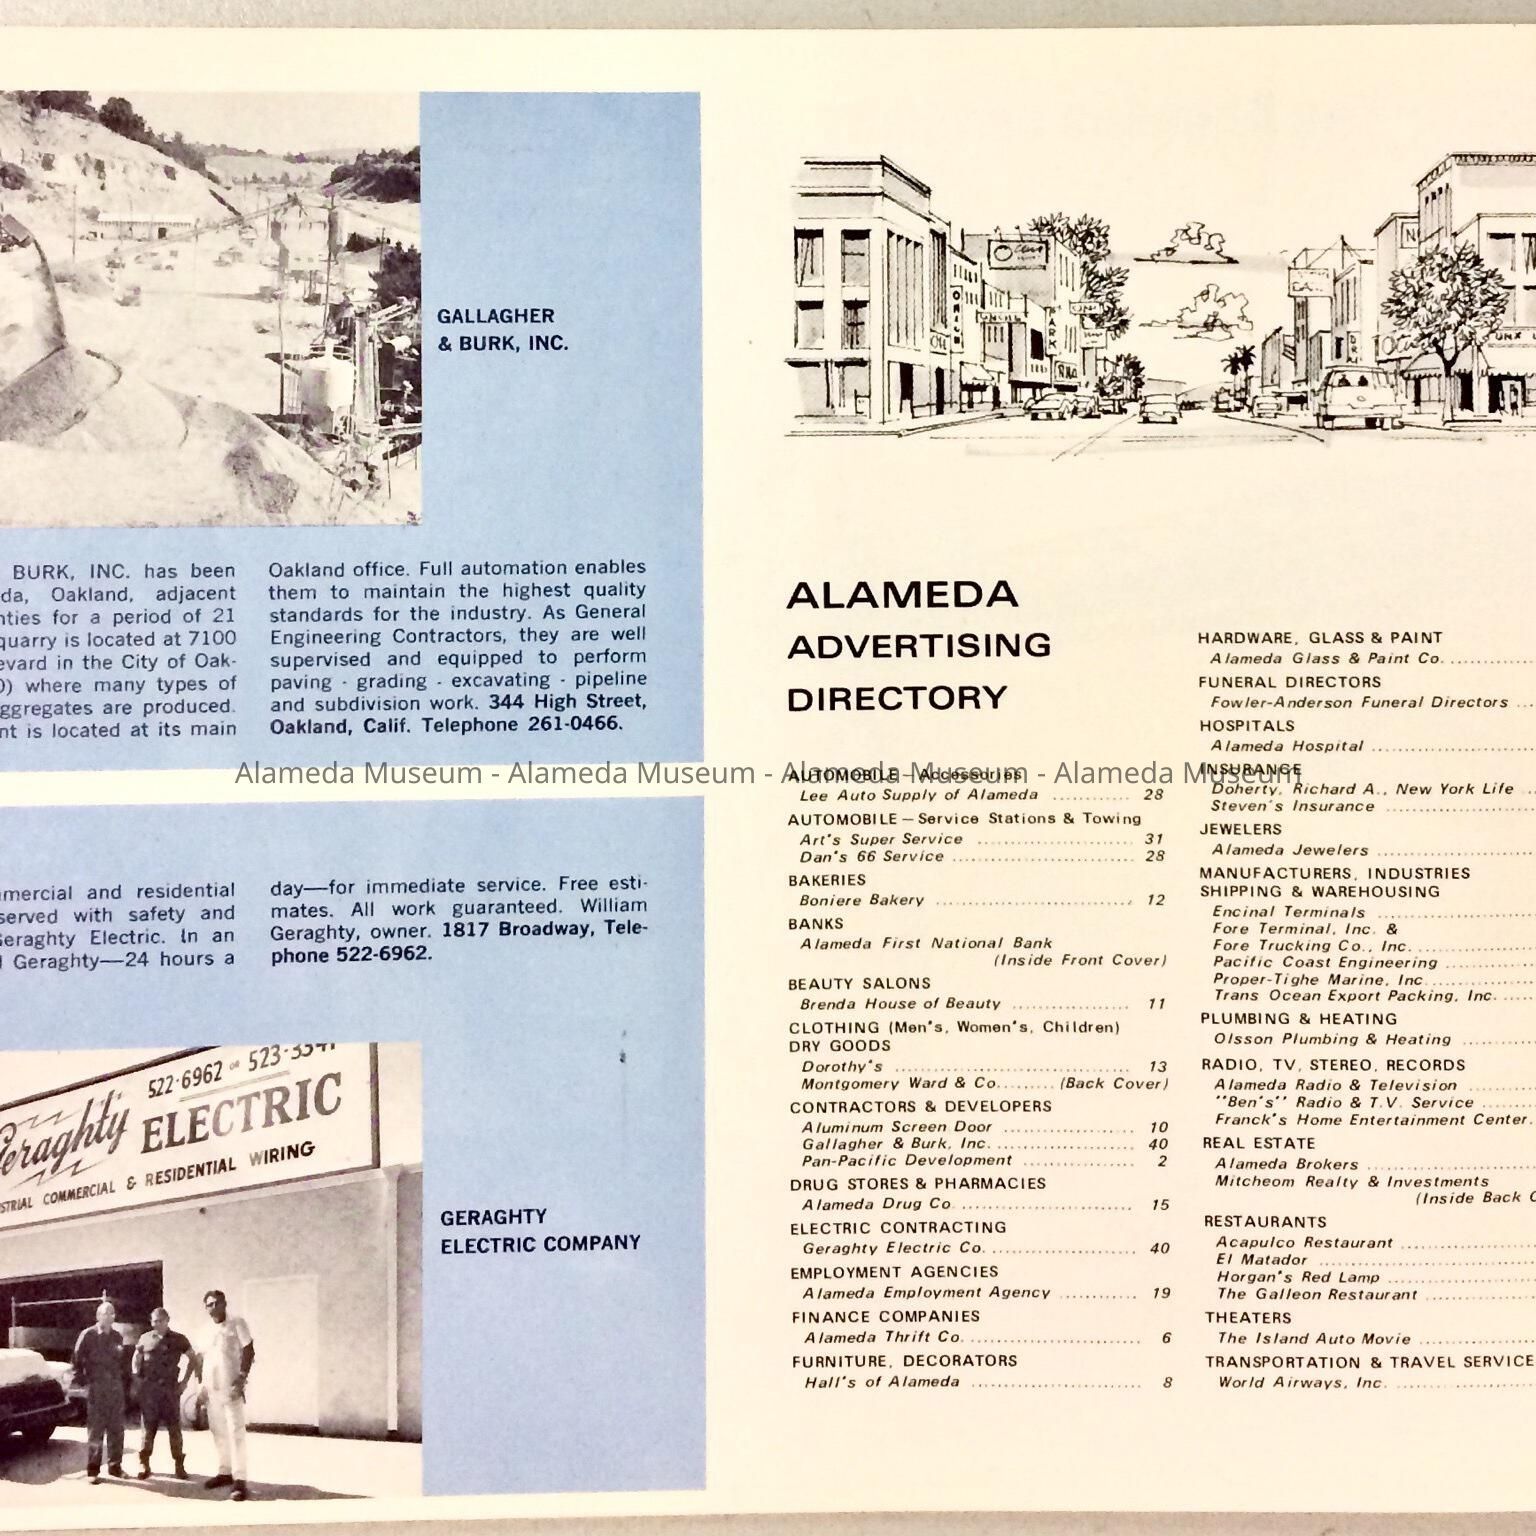 GALLAGHER
& BURK, INC.
BURK, INC. has been
da, Oakland, adjacent
nties for a period of 21
quarry is located at 7100
evard in the City of Oak-
0) where many types of
ggregates are produced.
nt is located at its main
Oakland office. Full automation enables
them to maintain the highest quality
standards for the industry. As General
Engineering Contractors, they are well
supervised and equipped to perform
paving - grading - excavating - pipeline
and subdivision work. 344 High Street,
Oakland, Calif. Telephone 261-0466.
mmercial and residential
served with safety and
Geraghty Electric. In an
Geraghty—24 hours a
day—for immediate service. Free esti-
mates. All work guaranteed. William
Geraghty, owner. 1817 Broadway, Tele-
phone 522-6962.
522-6962 or 523-3341
Geraghty ELECTRIC
STRIAL COMMERCIAL & RESIDENTIAL WIRING
GERAGHTY
ELECTRIC COMPANY
ALAMEDA
ADVERTISING
DIRECTORY
Alameda Museum - Alameda Museum - Alameda Museum - Alameda Museum
AUTOMOBILE — Accessories
Lee Auto Supply of Alameda ............ 28
AUTOMOBILE — Service Stations & Towing
Art's Super Service ........................ 31
Dan's 66 Service ........................ 28
BAKERIES
Boniere Bakery ........................ 12
BANKS
Alameda First National Bank
(Inside Front Cover)
BEAUTY SALONS
Brenda House of Beauty .................. 11
CLOTHING (Men's, Women's, Children)
DRY GOODS
Dorothy's ........................ 13
Montgomery Ward & Co........ (Back Cover)
CONTRACTORS & DEVELOPERS
Aluminum Screen Door .................. 10
Gallagher & Burk, Inc. .................. 40
Pan-Pacific Development ................ 2
DRUG STORES & PHARMACIES
Alameda Drug Co. ........................ 15
ELECTRIC CONTRACTING
Geraghty Electric Co. .................. 40
EMPLOYMENT AGENCIES
Alameda Employment Agency ............ 19
FINANCE COMPANIES
Alameda Thrift Co. ........................ 6
FURNITURE, DECORATORS
Hall's of Alameda ........................ 8
HARDWARE, GLASS & PAINT
Alameda Glass & Paint Co. ............
FUNERAL DIRECTORS
Fowler-Anderson Funeral Directors ...
HOSPITALS
Alameda Hospital ........................
INSURANCE
Doherty, Richard A., New York Life ..
Steven's Insurance .....................
JEWELERS
Alameda Jewelers .....................
MANUFACTURERS, INDUSTRIES
SHIPPING & WAREHOUSING
Encinal Terminals .....................
Fore Terminal, Inc. &
Fore Trucking Co., Inc. ...............
Pacific Coast Engineering ............
Proper-Tighe Marine, Inc. ...............
Trans Ocean Export Packing, Inc. ....
PLUMBING & HEATING
Olsson Plumbing & Heating ..........
RADIO, TV, STEREO, RECORDS
Alameda Radio & Television ..........
"Ben's" Radio & T.V. Service ........
Franck's Home Entertainment Center.
REAL ESTATE
Alameda Brokers ........................
Mitcheom Realty & Investments
(Inside Back C
RESTAURANTS
Acapulco Restaurant ..................
El Matador ........................
Horgan's Red Lamp ..................
The Galleon Restaurant ...............
THEATERS
The Island Auto Movie ...............
TRANSPORTATION & TRAVEL SERVICE
World Airways, Inc. ..................